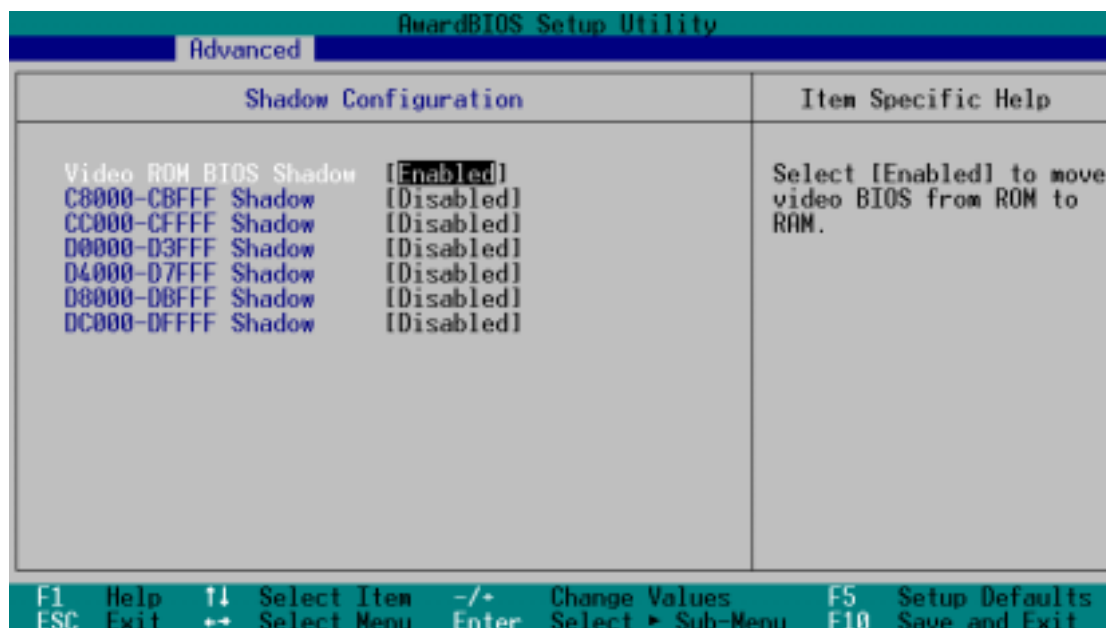 AwardBIOS Setup Utility
Advanced
Shadow Configuration
Item Specific Help
Video ROM BIOS Shadow [Enabled]
C8000-CBFFF Shadow [Disabled]
CC000-CFFFF Shadow [Disabled]
D0000-D3FFF Shadow [Disabled]
D4000-D7FFF Shadow [Disabled]
D8000-DBFFF Shadow [Disabled]
DC000-DFFFF Shadow [Disabled]
Select [Enabled] to move
video BIOS from ROM to
RAM.
F1 Help ↑↓ Select Item -/+ Change Values F5 Setup Defaults
ESC Exit ←→ Select Menu Enter Select ► Sub-Menu F10 Save and Exit